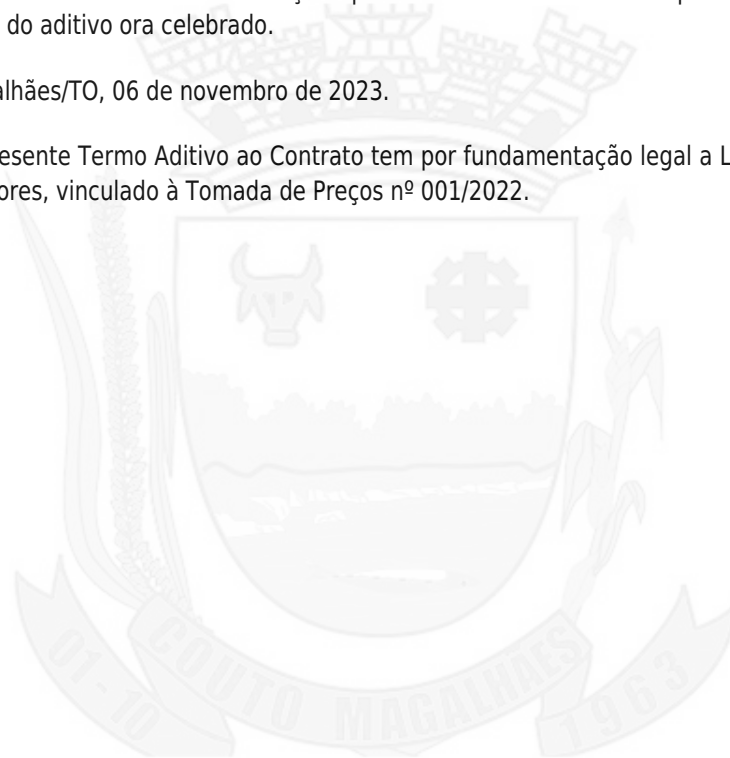 do aditivo ora celebrado.
alhães/TO, 06 de novembro de 2023.
esente Termo Aditivo ao Contrato tem por fundamentação legal a L
ores, vinculado à Tomada de Preços nº 001/2022.
01-10 COUTO MAGALHÃES 1963